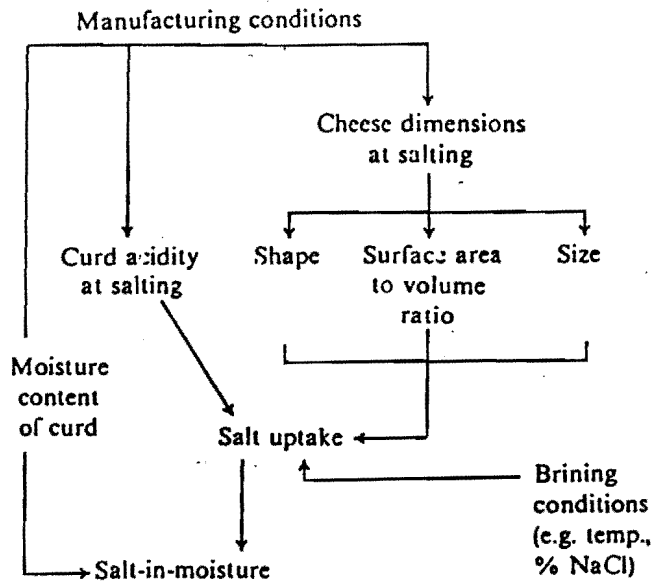 Manufacturing conditions
Cheese dimensions
at salting
Curd acidity
at salting
Shape
Surface area
to volume
ratio
Size
Moisture
content
of curd
Salt uptake
Brining
conditions
(e.g. temp.,
% NaCl)
Salt-in-moisture